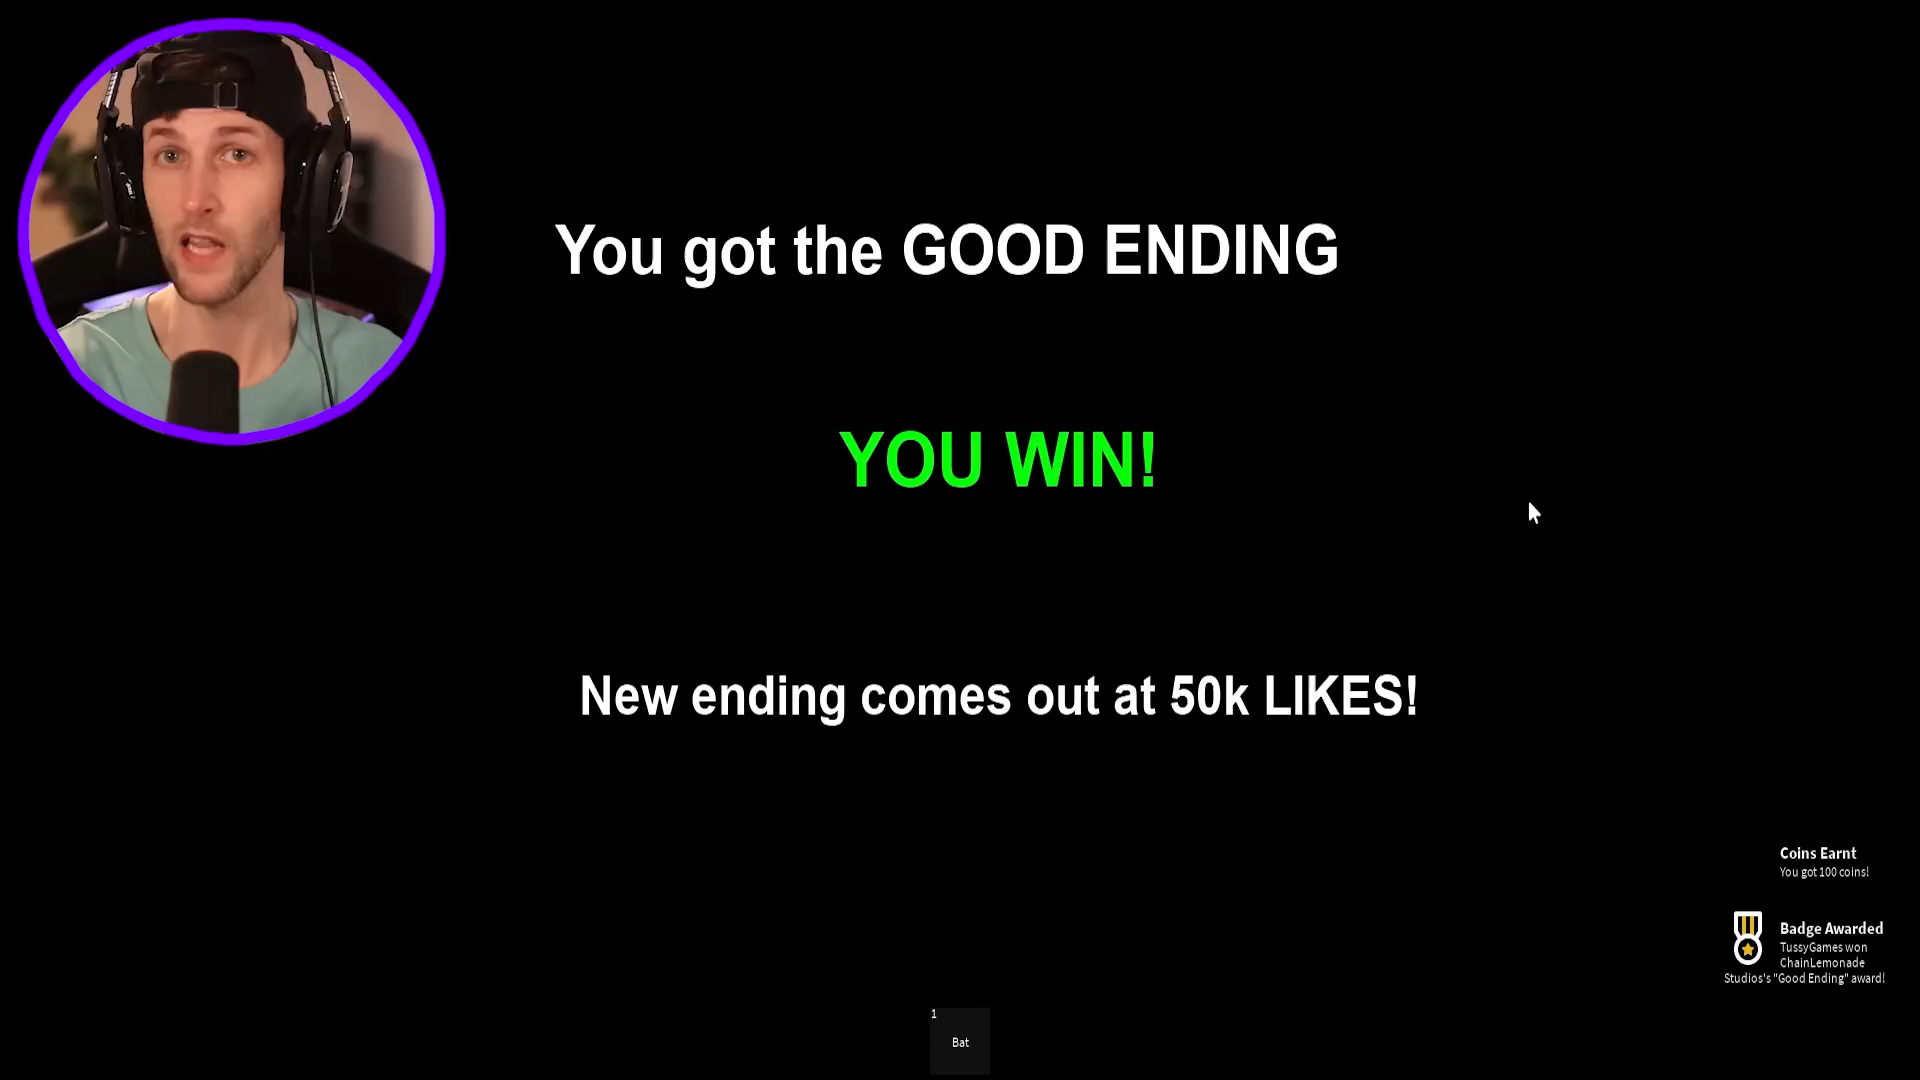 You got the GOOD ENDING
YOU WIN!
New ending comes out at 50k LIKES!
Coins Earnt
You got 100 coins!
Badge Awarded
TussyGames won
ChainLemonade
Studios's "Good Ending" award!
1
Bat